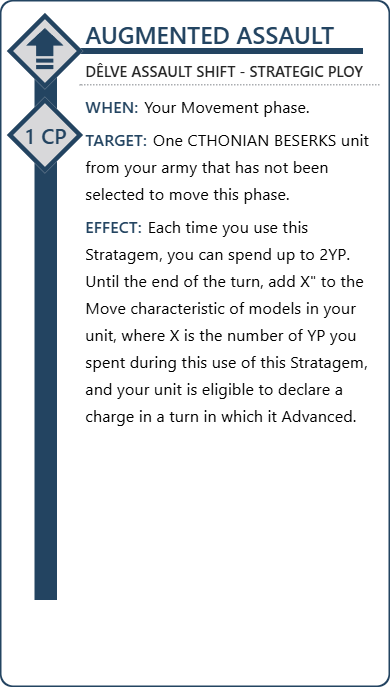 AUGMENTED ASSAULT
DÊLVE ASSAULT SHIFT - STRATEGIC PLOY
WHEN: Your Movement phase.
1 CP
TARGET: One CTHONIAN BESERKS unit
from your army that has not been
selected to move this phase.
EFFECT: Each time you use this
Stratagem, you can spend up to 2YP.
Until the end of the turn, add X" to the
Move characteristic of models in your
unit, where X is the number of YP you
spent during this use of this Stratagem,
and your unit is eligible to declare a
charge in a turn in which it Advanced.